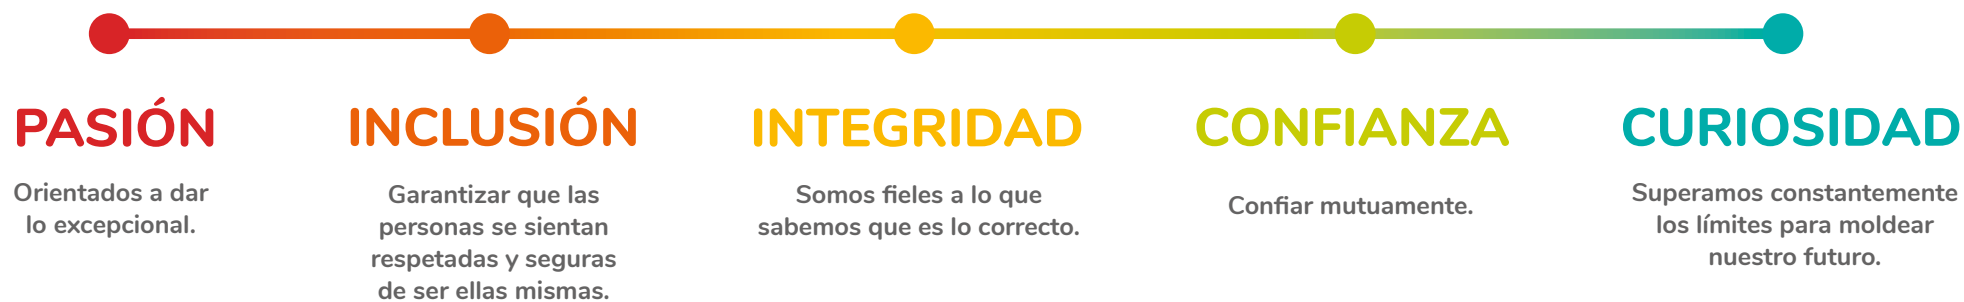 PASIÓN
Orientados a dar
lo excepcional.
INCLUSIÓN
Garantizar que las
personas se sientan
respetadas y seguras
de ser ellas mismas.
INTEGRIDAD
Somos fieles a lo que
sabemos que es lo correcto.
CONFIANZA
Confiar mutuamente.
CURIOSIDAD
Superamos constantemente
los límites para moldear
nuestro futuro.